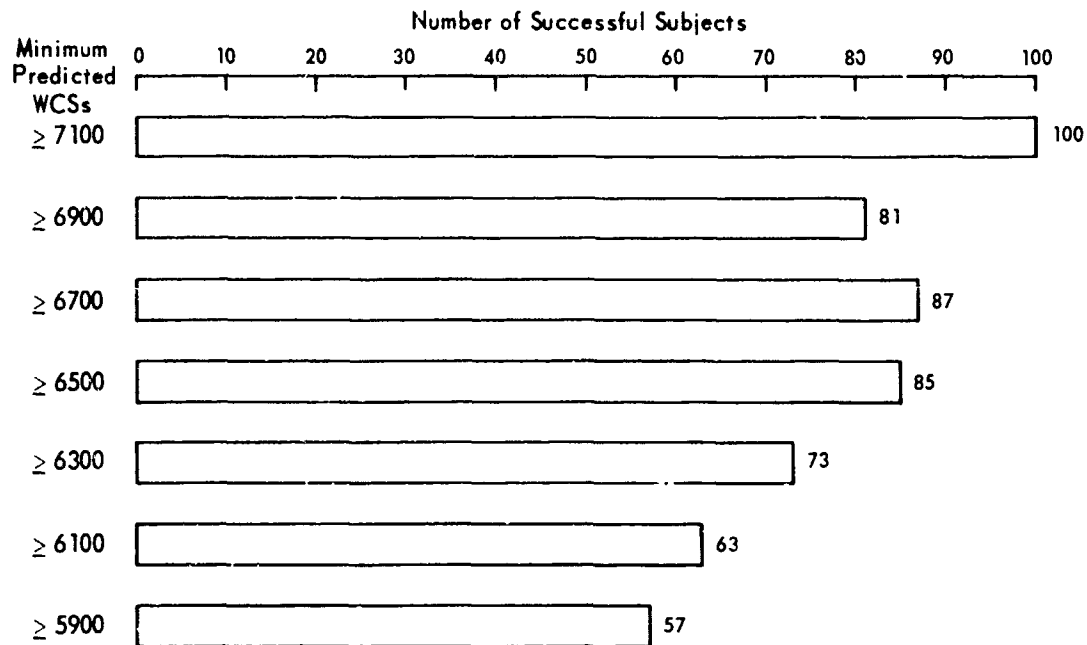 Number of Successful Subjects
Minimum
Predicted
WCSs
0 10 20 30 40 50 60 70 80 90 100
≥ 7100 100
≥ 6900 81
≥ 6700 87
≥ 6500 85
≥ 6300 73
≥ 6100 63
≥ 5900 57